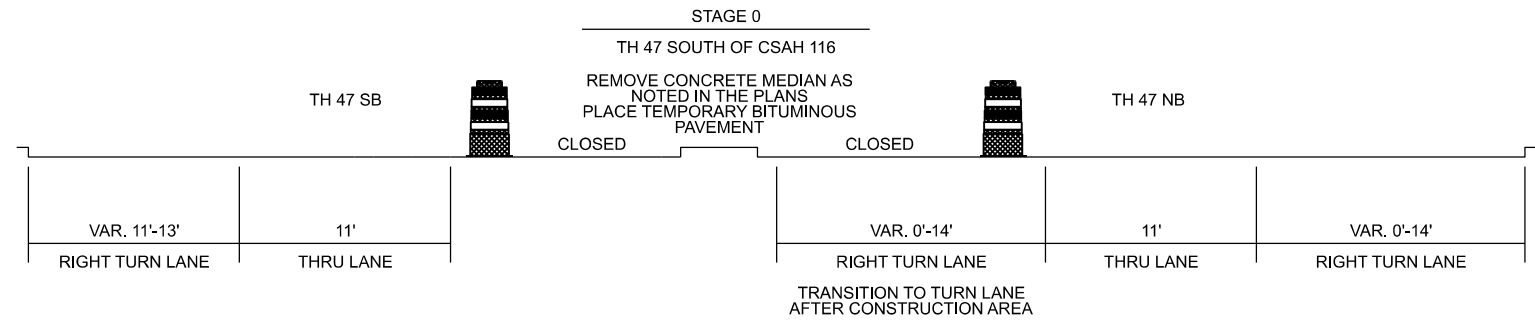 STAGE 0
TH 47 SOUTH OF CSAH 116
REMOVE CONCRETE MEDIAN AS
NOTED IN THE PLANS
PLACE TEMPORARY BITUMINOUS
PAVEMENT
TH 47 SB
TH 47 NB
CLOSED
CLOSED
VAR. 11'-13'
11'
VAR. 0'-14'
11'
VAR. 0'-14'
RIGHT TURN LANE
THRU LANE
RIGHT TURN LANE
THRU LANE
RIGHT TURN LANE
TRANSITION TO TURN LANE
AFTER CONSTRUCTION AREA